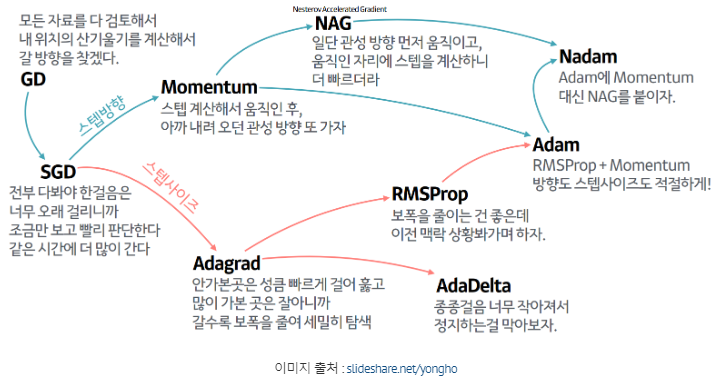 모든 자료를 다 검토해서
내 위치의 산기울기를 계산해서
갈 방향을 찾겠다.
GD
Nesterov Accelerated Gradient
NAG
일단 관성 방향 먼저 움직이고,
움직인 자리에 스텝을 계산하니
더 빠르더라
Nadam
Adam에 Momentum
대신 NAG를 붙이자.
Momentum
스텝 계산해서 움직인 후,
아까 내려 오던 관성 방향 또 가자
스텝방향
SGD
전부 다봐야 한걸음은
너무 오래 걸리니까
조금만 보고 빨리 판단한다
같은 시간에 더 많이 간다
스텝사이즈
Adam
RMSProp + Momentum
방향도 스텝사이즈도 적절하게!
RMSProp
보폭을 줄이는 건 좋은데
이전 맥락 상황봐가며 하자.
Adagrad
안가본곳은 성큼 빠르게 걸어 훑고
많이 가본 곳은 잘아니까
갈수록 보폭을 줄여 세밀히 탐색
AdaDelta
종종걸음 너무 작아져서
정지하는걸 막아보자.
이미지 출처 : slideshare.net/yongho